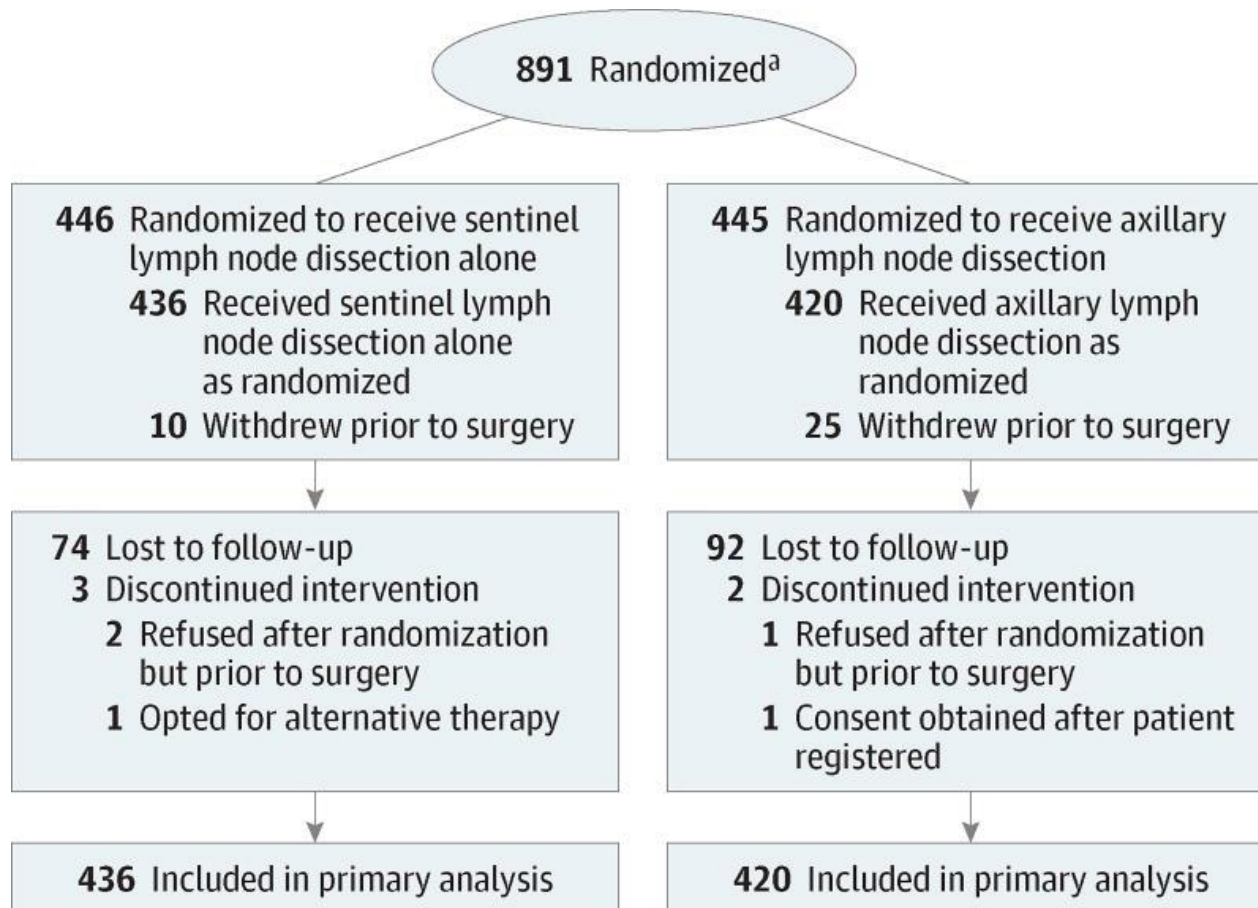 891 Randomizedª
446 Randomized to receive sentinel
lymph node dissection alone
436 Received sentinel lymph
node dissection alone
as randomized
10 Withdrew prior to surgery
445 Randomized to receive axillary
lymph node dissection
420 Received axillary lymph
node dissection as
randomized
25 Withdrew prior to surgery
74 Lost to follow-up
3 Discontinued intervention
2 Refused after randomization
but prior to surgery
1 Opted for alternative therapy
92 Lost to follow-up
2 Discontinued intervention
1 Refused after randomization
but prior to surgery
1 Consent obtained after patient
registered
436 Included in primary analysis
420 Included in primary analysis